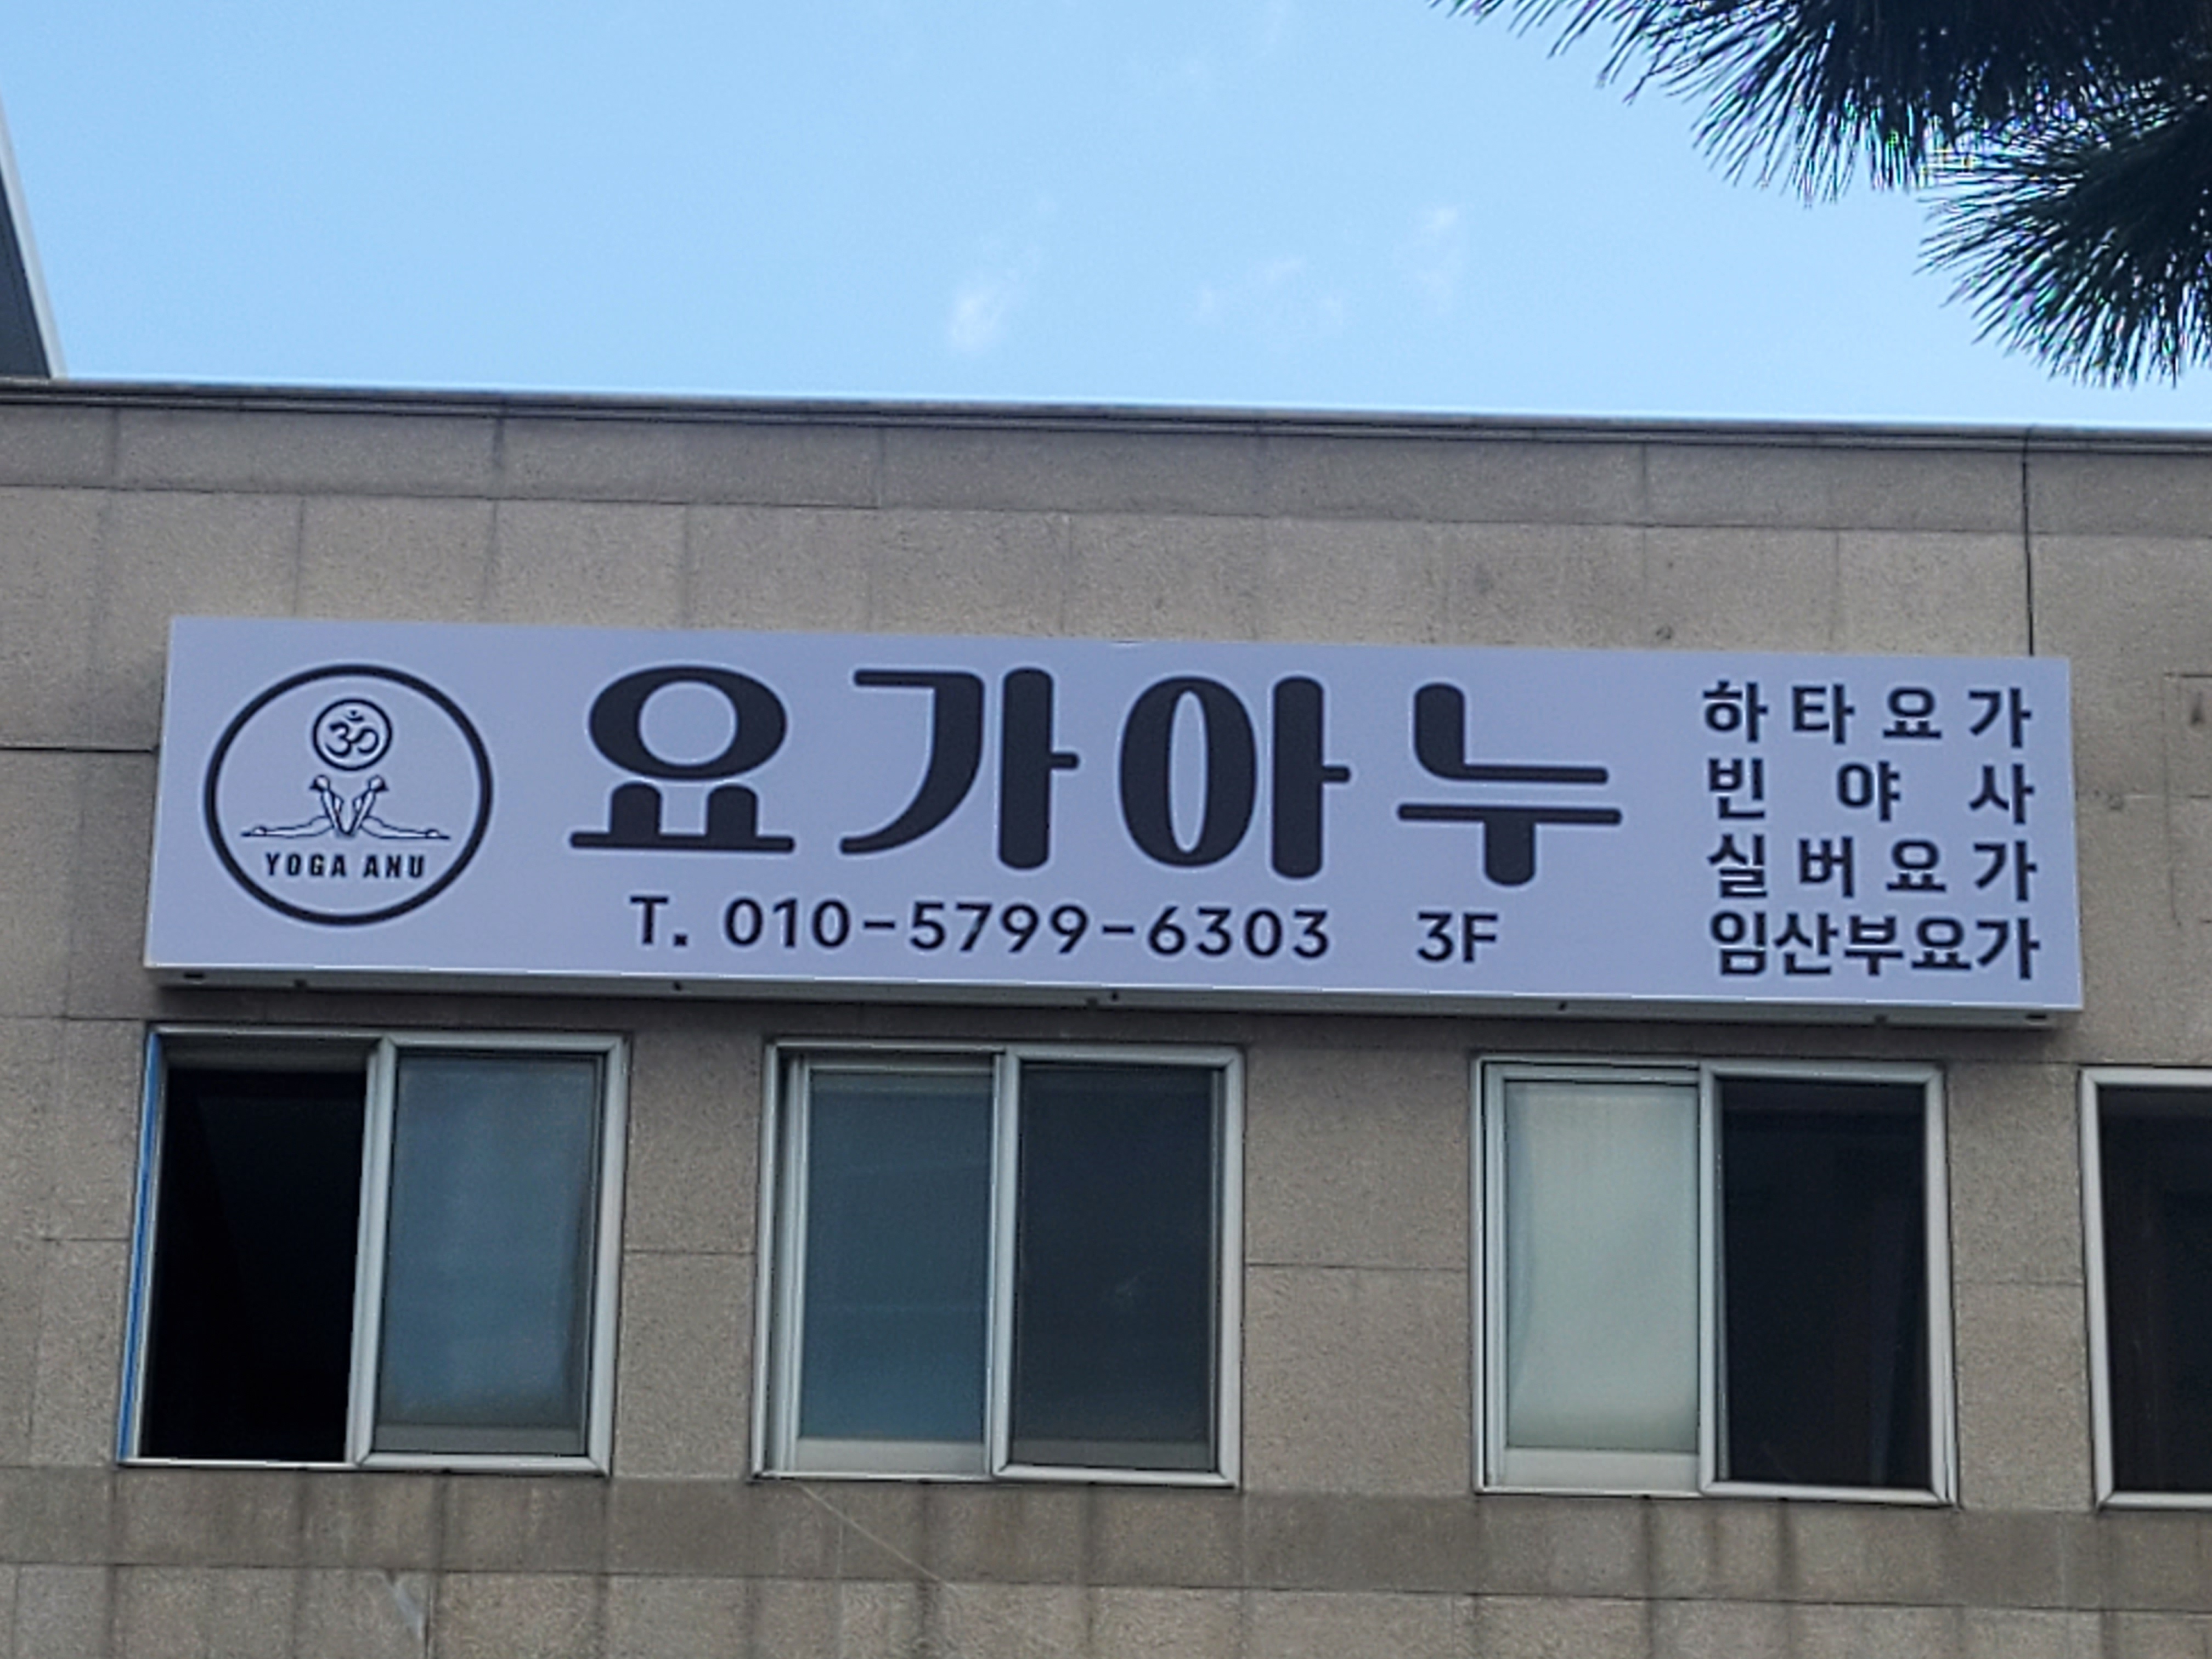 ॐ
YOGA ANU
요가아누
T. 010-5799-6303 3F
하타요가
빈야사
실버요가
임산부요가